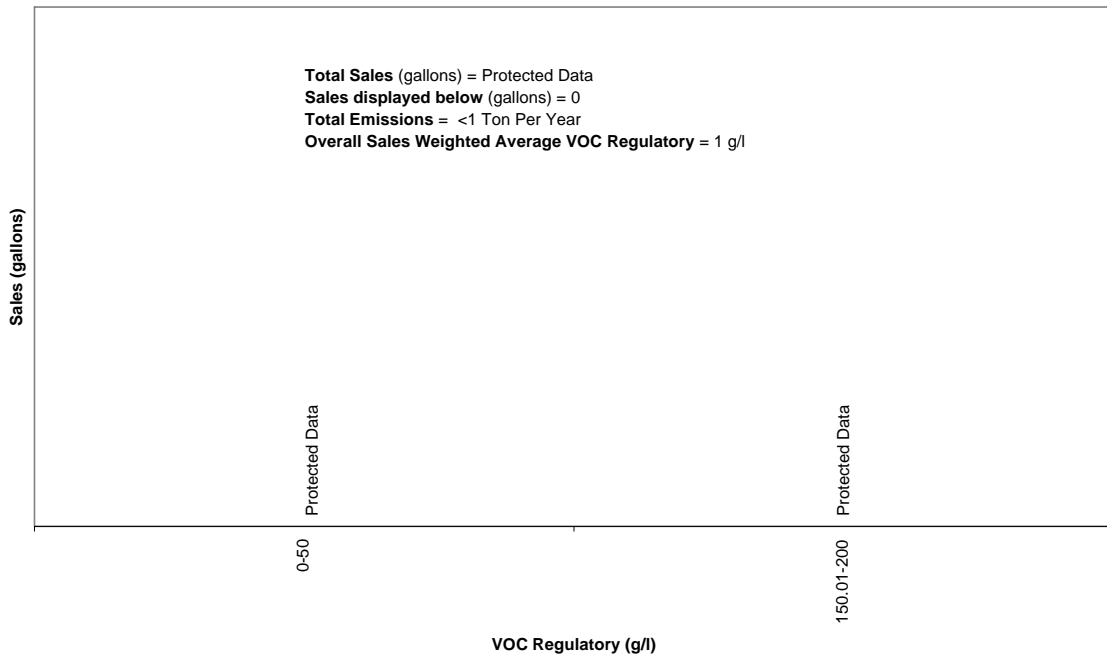 Total Sales (gallons) = Protected Data
Sales displayed below (gallons) = 0
Total Emissions = <1 Ton Per Year
Overall Sales Weighted Average VOC Regulatory = 1 g/l
Sales (gallons)
Protected Data
Protected Data
0-50
150.01-200
VOC Regulatory (g/l)